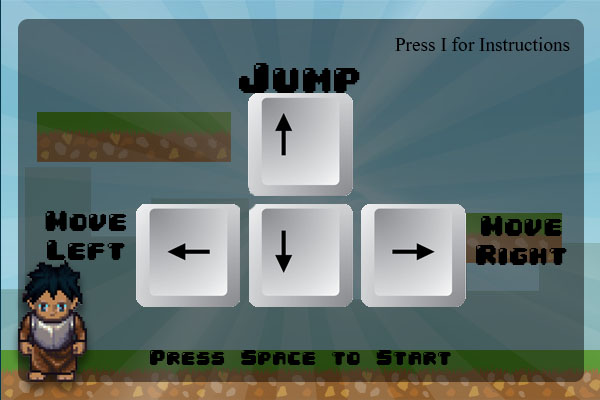 Press I for Instructions
Jump
Move
Left
Move
Right
Press Space to Start